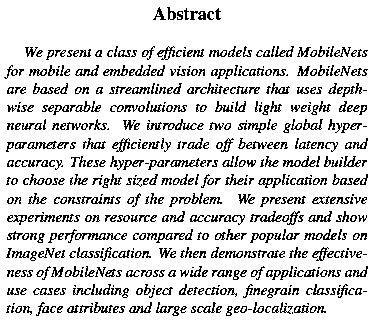 Abstract
We present a class of efficient models called MobileNets
for mobile and embedded vision applications. MobileNets
are based on a streamlined architecture that uses depth-
wise separable convolutions to build light weight deep
neural networks. We introduce two simple global hyper-
parameters that efficiently trade off between latency and
accuracy. These hyper-parameters allow the model builder
to choose the right sized model for their application based
on the constraints of the problem. We present extensive
experiments on resource and accuracy tradeoffs and show
strong performance compared to other popular models on
ImageNet classification. We then demonstrate the effective-
ness of MobileNets across a wide range of applications and
use cases including object detection, finegrain classifica-
tion, face attributes and large scale geo-localization.